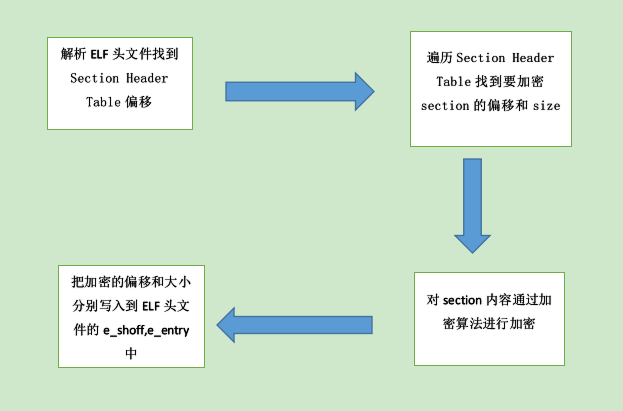 解析 ELF 头文件找到
Section Header
Table 偏移
遍历 Section Header
Table 找到要加密
section 的偏移和 size
对 section 内容通过加
密算法进行加密
把加密的偏移和大小
分别写入到 ELF 头文
件的 e_shoff,e_entry
中